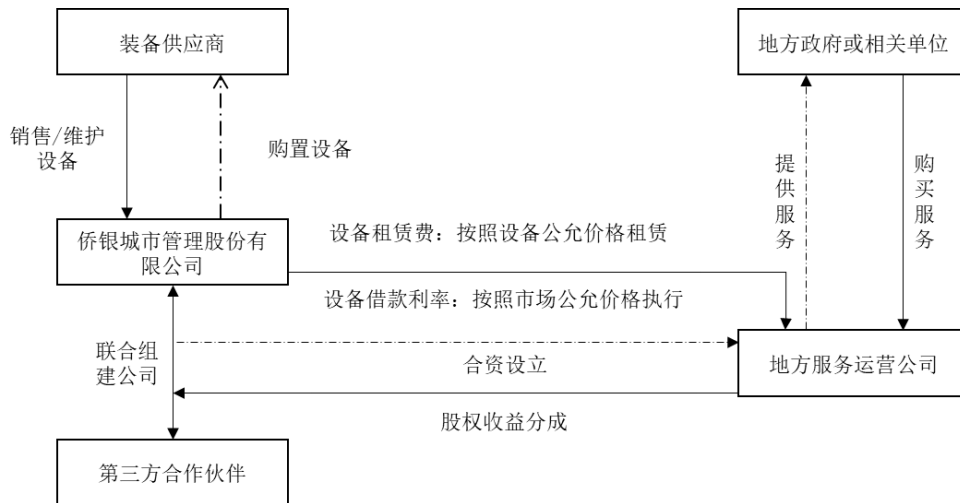 装备供应商
地方政府或相关单位
销售/维护
设备
购置设备
提供服务
购买服务
侨银城市管理股份有
限公司
设备租赁费：按照设备公允价格租赁
设备借款利率：按照市场公允价格执行
联合组
建公司
合资设立
地方服务运营公司
股权收益分成
第三方合作伙伴